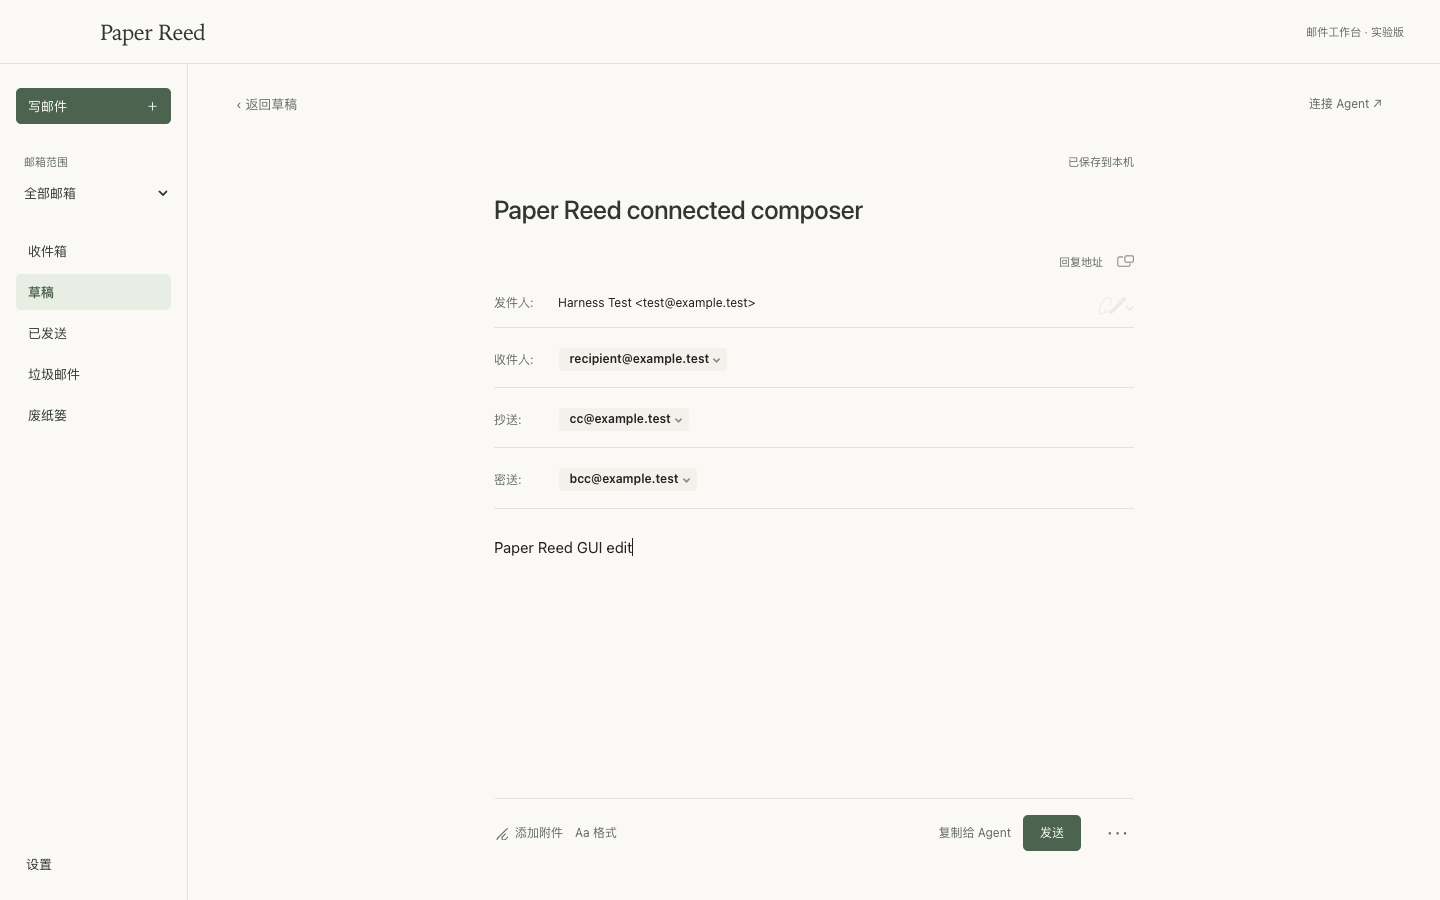 Paper Reed
邮件工作台 · 实验版
写邮件 +
邮箱范围
全部邮箱
收件箱
草稿
已发送
垃圾邮件
废纸篓
设置
‹ 返回草稿
连接 Agent ↗
已保存到本机
Paper Reed connected composer
回复地址
发件人: Harness Test <test@example.test>
收件人: recipient@example.test
抄送: cc@example.test
密送: bcc@example.test
Paper Reed GUI edit
添加附件 Aa 格式 复制给 Agent 发送 ···